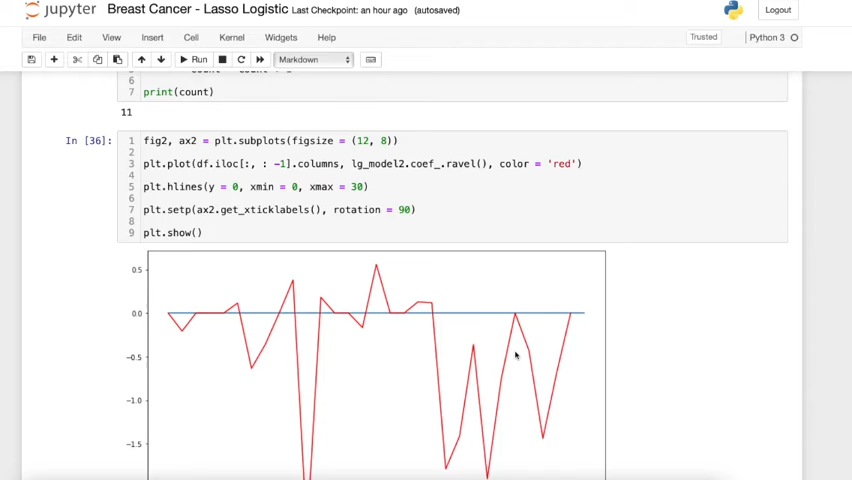 jupyter Breast Cancer - Lasso Logistic Last Checkpoint: an hour ago (autosaved) Logout
File Edit View Insert Cell Kernel Widgets Help Trusted Python 3
Run Markdown
6
7 print(count)
11
In [36]: 1 fig2, ax2 = plt.subplots(figsize = (12, 8))
2
3 plt.plot(df.iloc[:, : -1].columns, lg_model2.coef_.ravel(), color = 'red')
4
5 plt.hlines(y = 0, xmin = 0, xmax = 30)
6
7 plt.setp(ax2.get_xticklabels(), rotation = 90)
8
9 plt.show()
0.5
0.0
−0.5
−1.0
−1.5